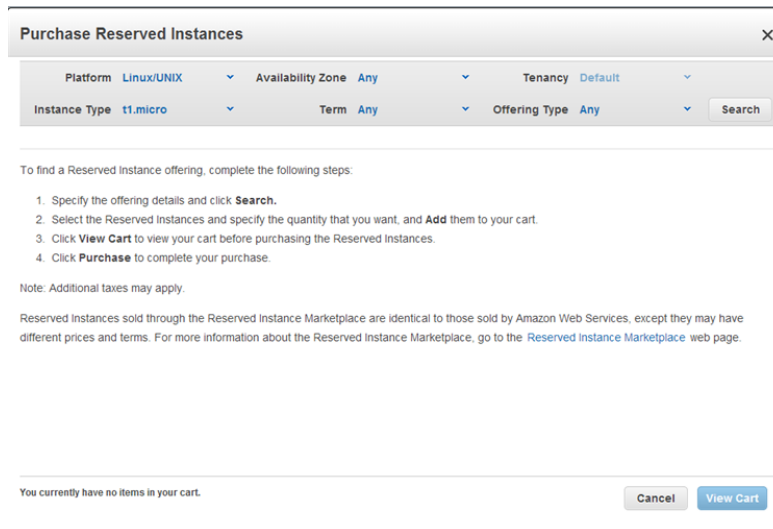 Purchase Reserved Instances
Platform Linux/UNIX Availability Zone Any Tenancy Default
Instance Type t1.micro Term Any Offering Type Any Search
To find a Reserved Instance offering, complete the following steps:
1. Specify the offering details and click Search.
2. Select the Reserved Instances and specify the quantity that you want, and Add them to your cart.
3. Click View Cart to view your cart before purchasing the Reserved Instances.
4. Click Purchase to complete your purchase.
Note: Additional taxes may apply.
Reserved Instances sold through the Reserved Instance Marketplace are identical to those sold by Amazon Web Services, except they may have
different prices and terms. For more information about the Reserved Instance Marketplace, go to the Reserved Instance Marketplace web page.
You currently have no items in your cart.
Cancel View Cart